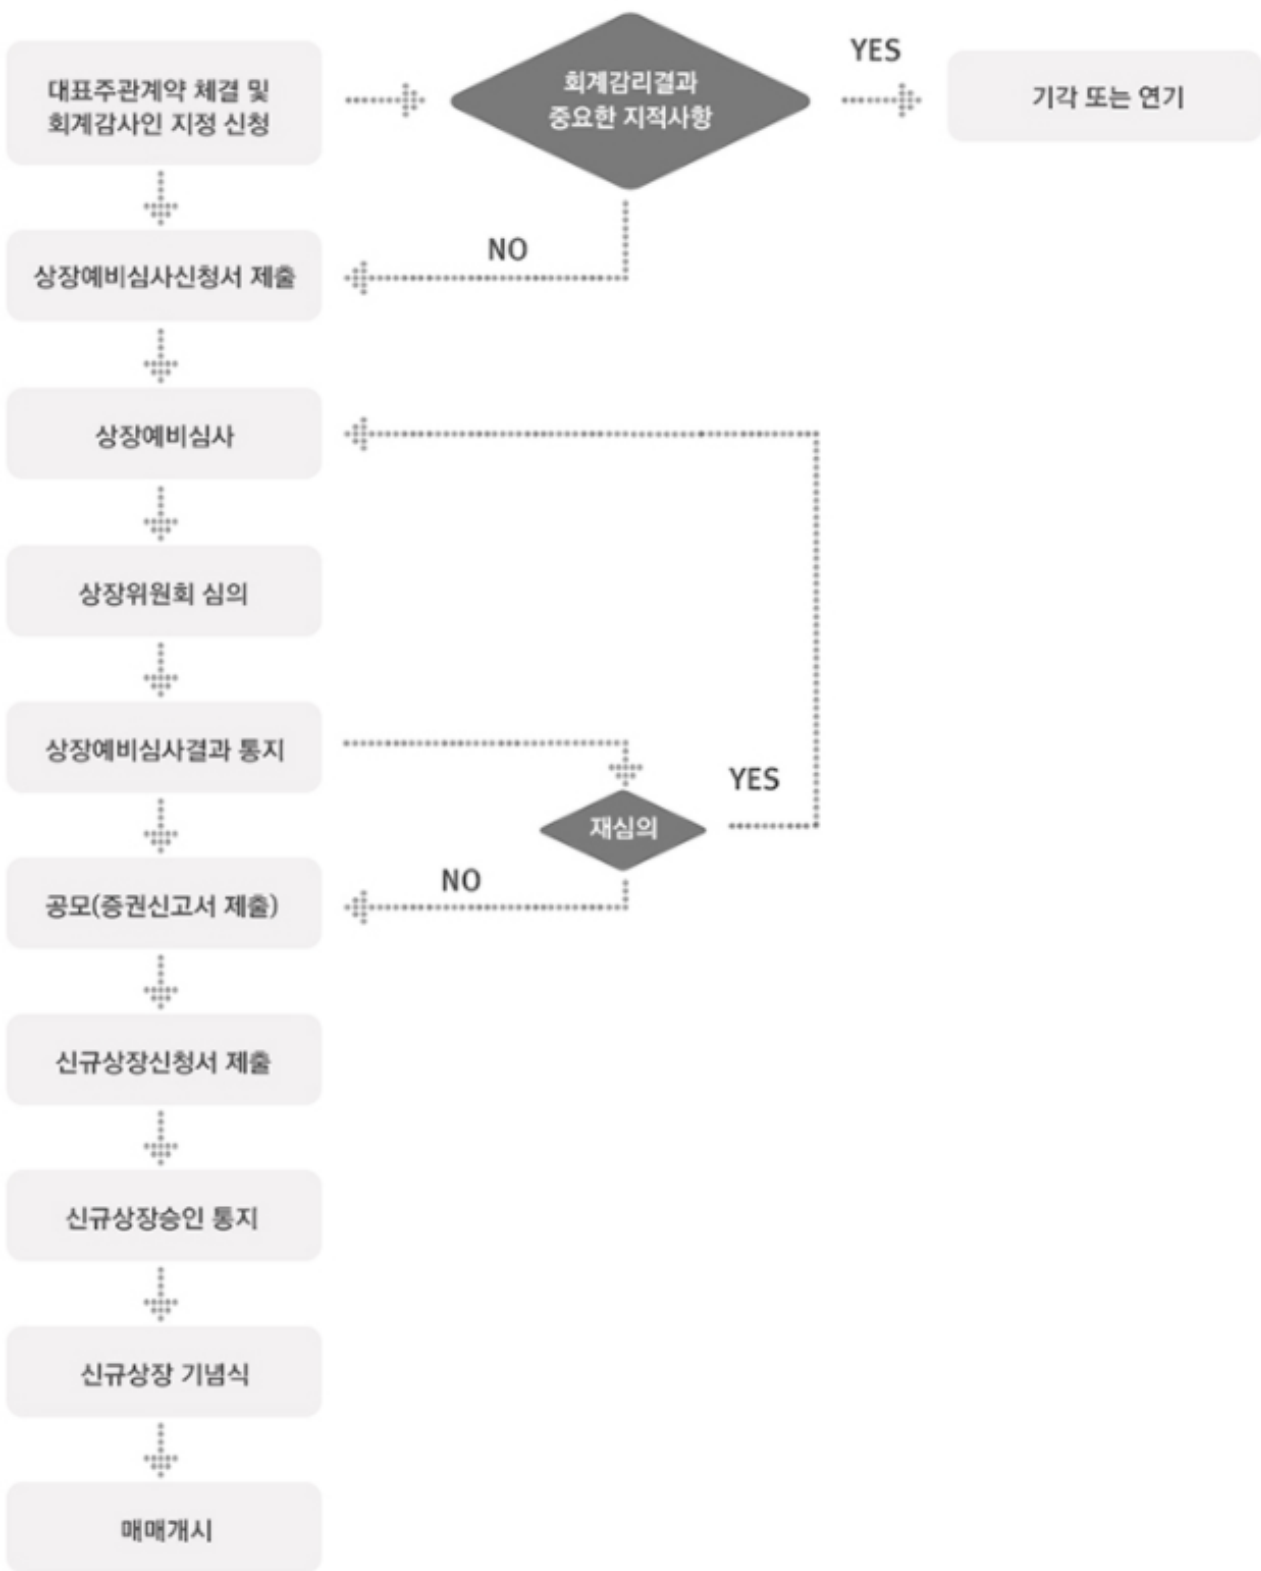 대표주관계약 체결 및
회계감사인 지정 신청
회계감리결과
중요한 지적사항
YES
기각 또는 연기
NO
상장예비심사신청서 제출
상장예비심사
상장위원회 심의
상장예비심사결과 통지
재심의
YES
NO
공모(증권신고서 제출)
신규상장신청서 제출
신규상장승인 통지
신규상장 기념식
매매개시